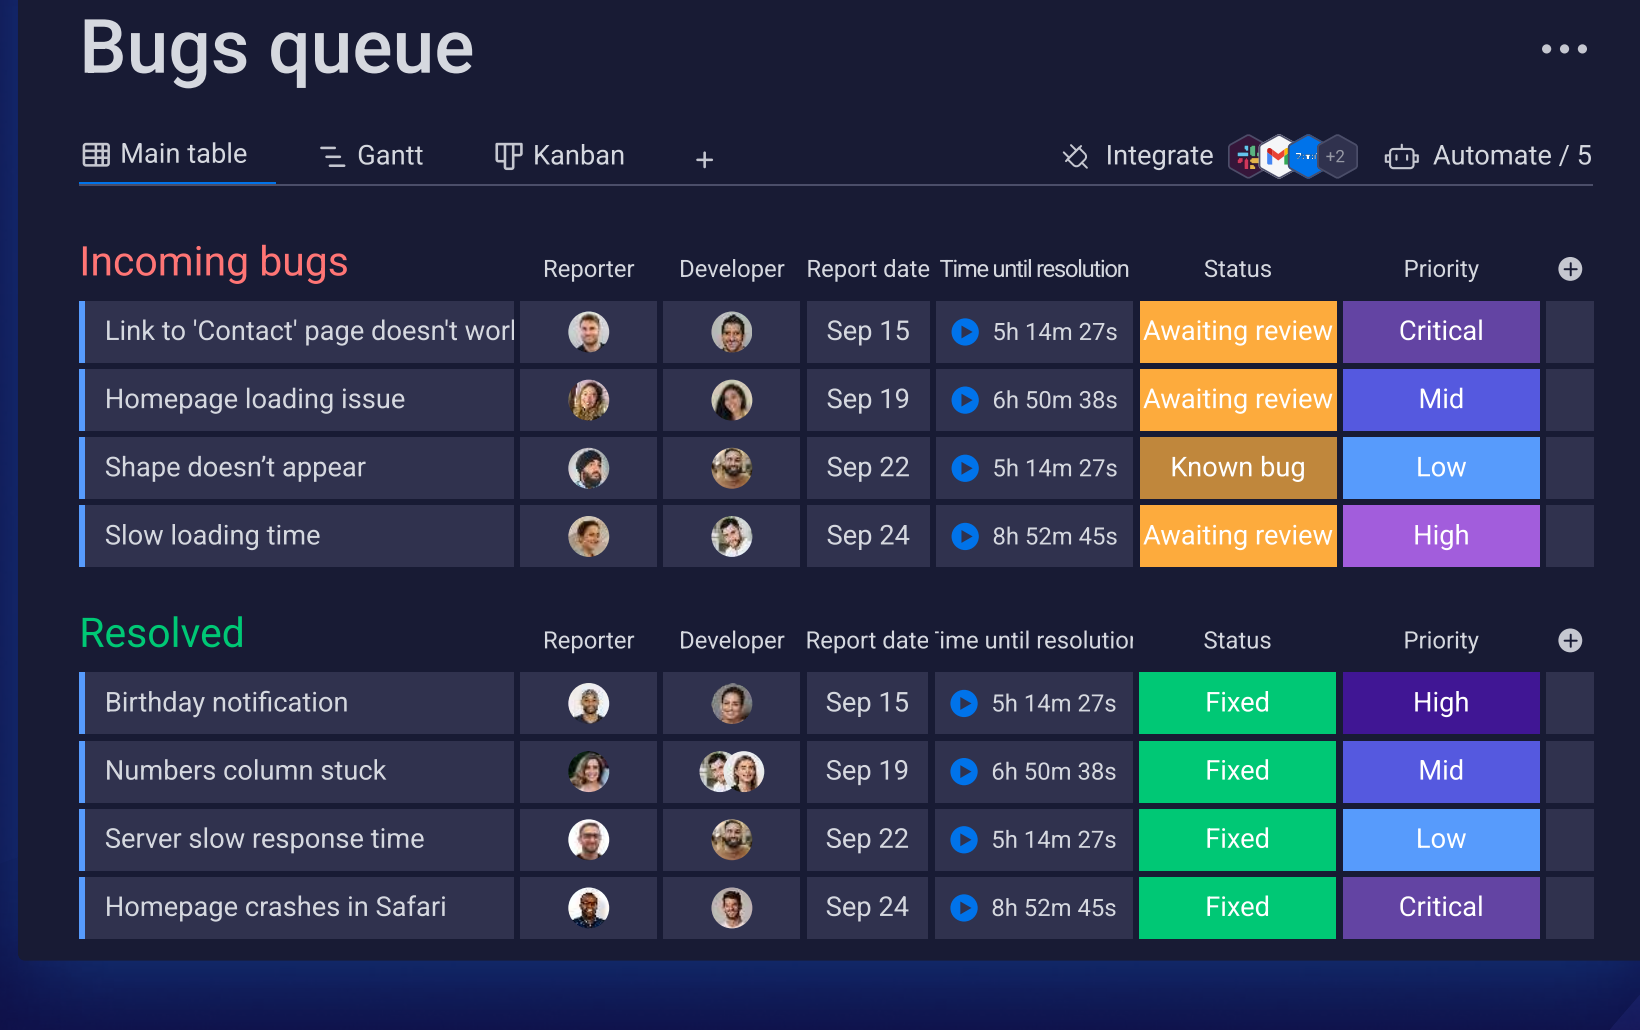 Bugs queue
Main table Gantt Kanban + Integrate +2 Automate / 5
Incoming bugs Reporter Developer Report date Time until resolution Status Priority
Link to 'Contact' page doesn't worl Sep 15 5h 14m 27s Awaiting review Critical
Homepage loading issue Sep 19 6h 50m 38s Awaiting review Mid
Shape doesn’t appear Sep 22 5h 14m 27s Known bug Low
Slow loading time Sep 24 8h 52m 45s Awaiting review High
Resolved Reporter Developer Report date ime until resolution Status Priority
Birthday notification Sep 15 5h 14m 27s Fixed High
Numbers column stuck Sep 19 6h 50m 38s Fixed Mid
Server slow response time Sep 22 5h 14m 27s Fixed Low
Homepage crashes in Safari Sep 24 8h 52m 45s Fixed Critical